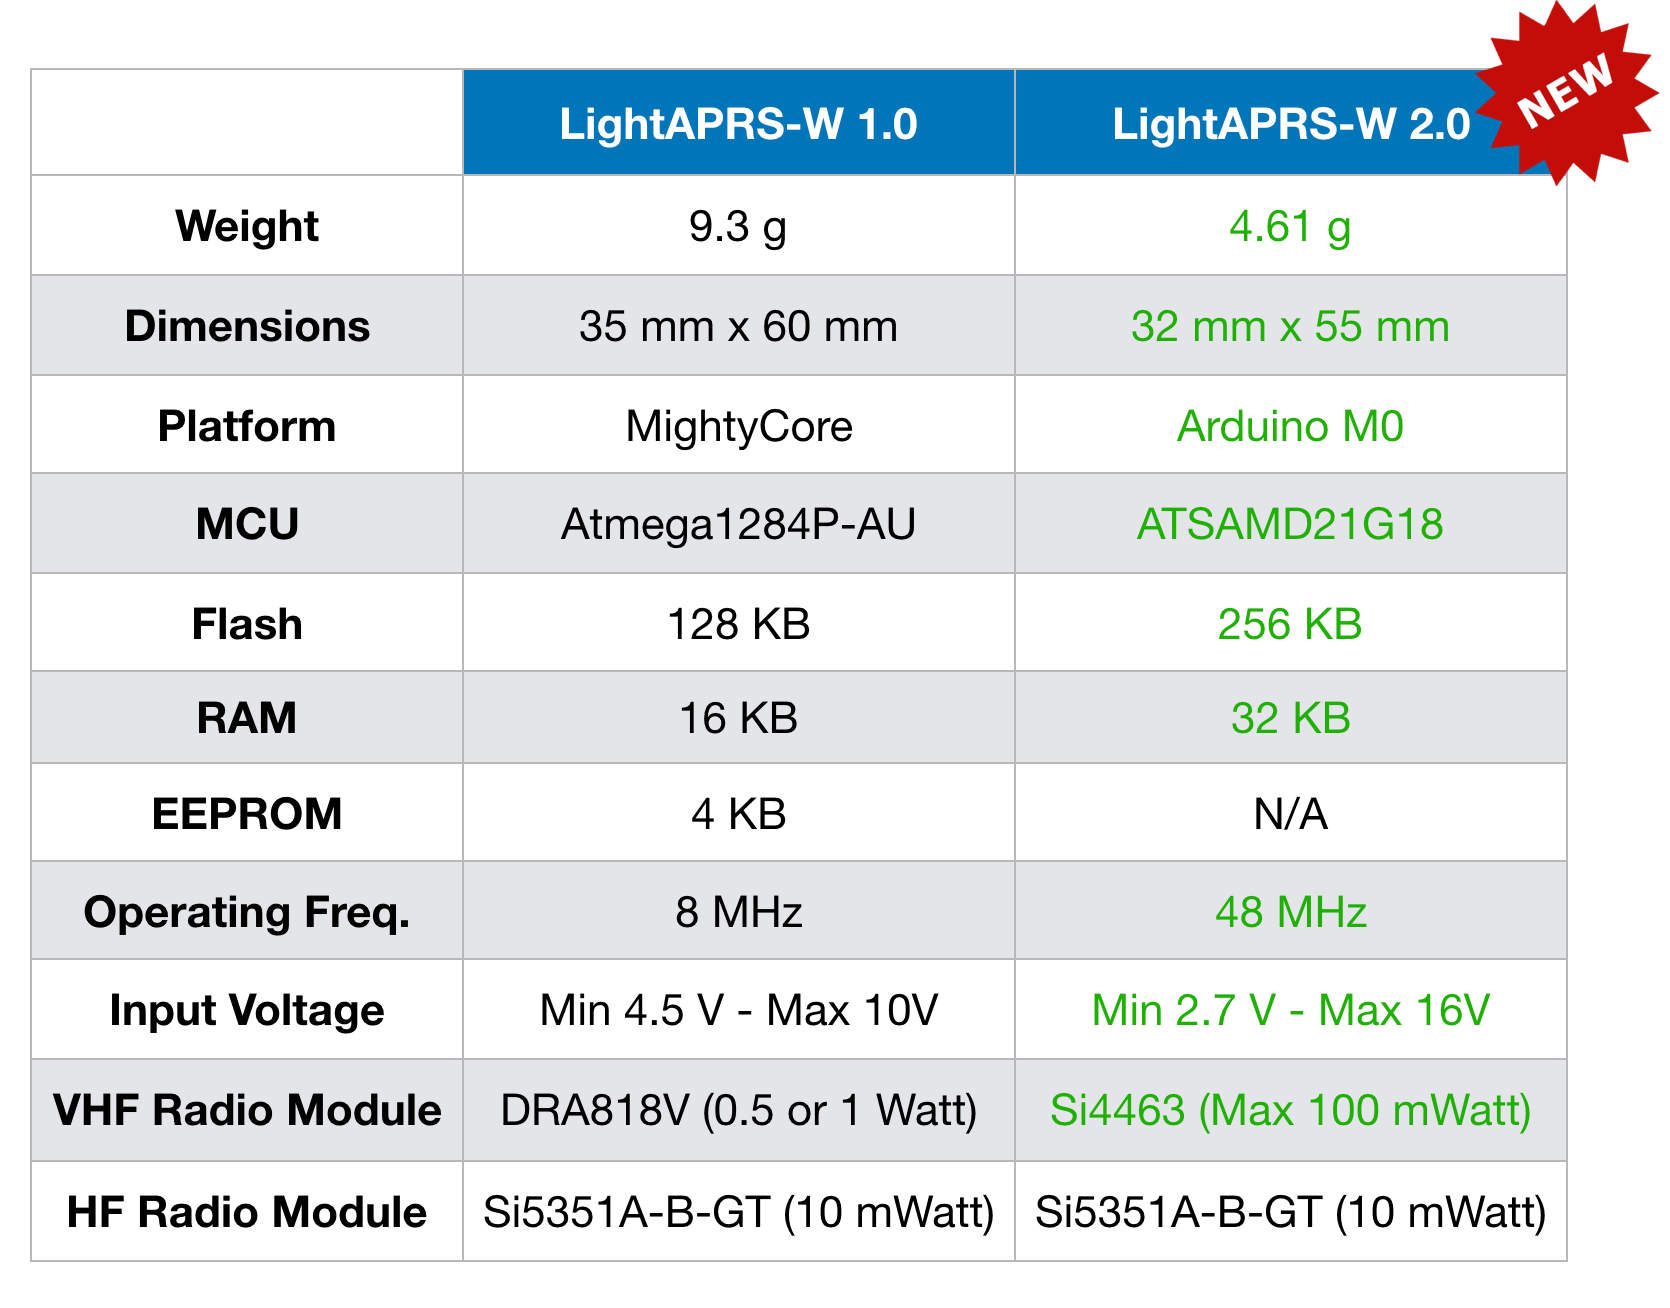 LightAPRS-W 1.0 LightAPRS-W 2.0 NEW
Weight 9.3 g 4.61 g
Dimensions 35 mm x 60 mm 32 mm x 55 mm
Platform MightyCore Arduino M0
MCU Atmega1284P-AU ATSAMD21G18
Flash 128 KB 256 KB
RAM 16 KB 32 KB
EEPROM 4 KB N/A
Operating Freq. 8 MHz 48 MHz
Input Voltage Min 4.5 V - Max 10V Min 2.7 V - Max 16V
VHF Radio Module DRA818V (0.5 or 1 Watt) Si4463 (Max 100 mWatt)
HF Radio Module Si5351A-B-GT (10 mWatt) Si5351A-B-GT (10 mWatt)